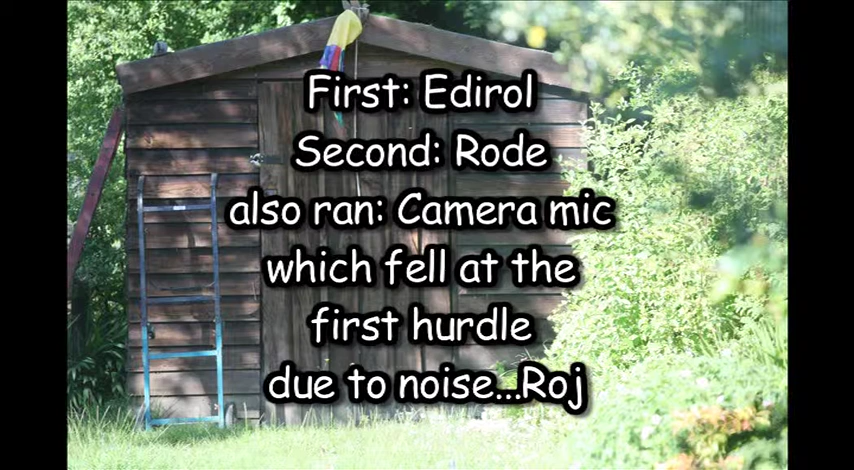 First: Edirol
Second: Rode
also ran: Camera mic
which fell at the
first hurdle
due to noise...Roj